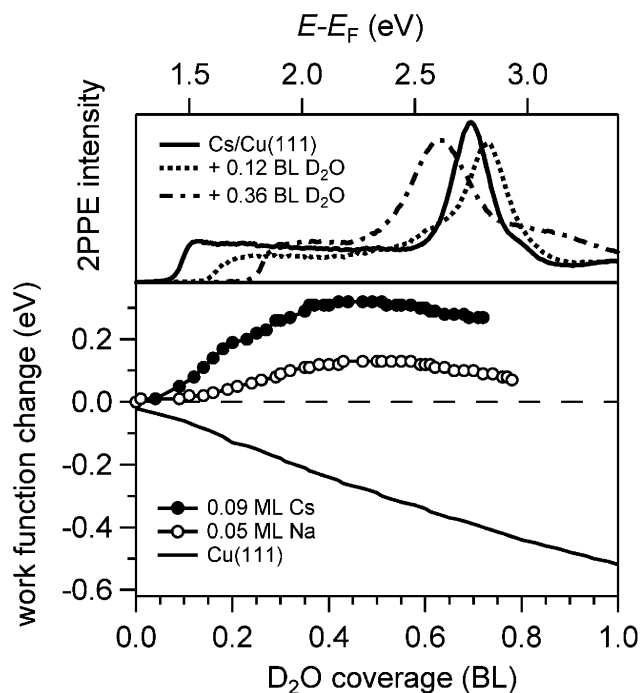 E-E_F (eV)
1.5 2.0 2.5 3.0
2PPE intensity
Cs/Cu(111)
+ 0.12 BL D₂O
+ 0.36 BL D₂O
work function change (eV)
0.2
0.0
-0.2
-0.4
-0.6
0.09 ML Cs
0.05 ML Na
Cu(111)
0.0 0.2 0.4 0.6 0.8 1.0
D₂O coverage (BL)